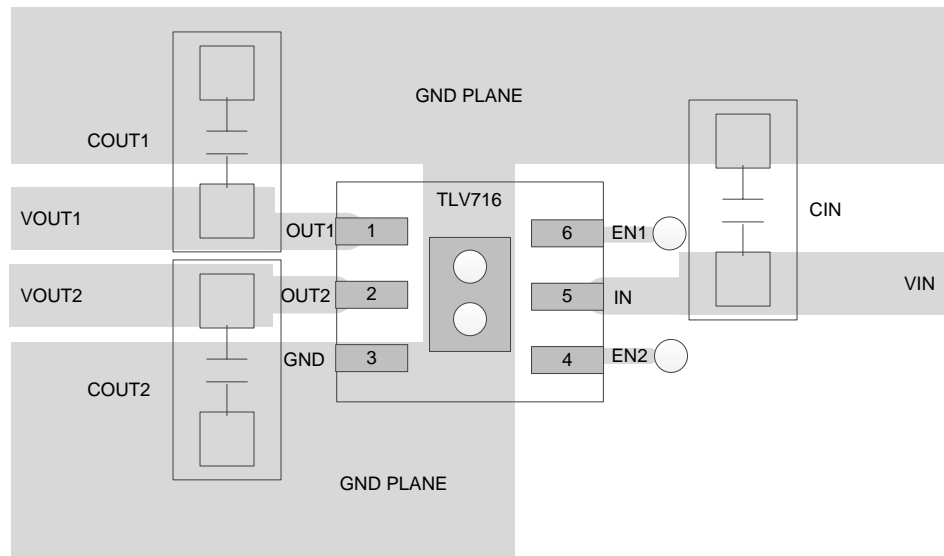 GND PLANE
COUT1
TLV716
CIN
VOUT1
OUT1
1
6
EN1
VOUT2
OUT2
2
5
IN
VIN
GND
3
4
EN2
COUT2
GND PLANE